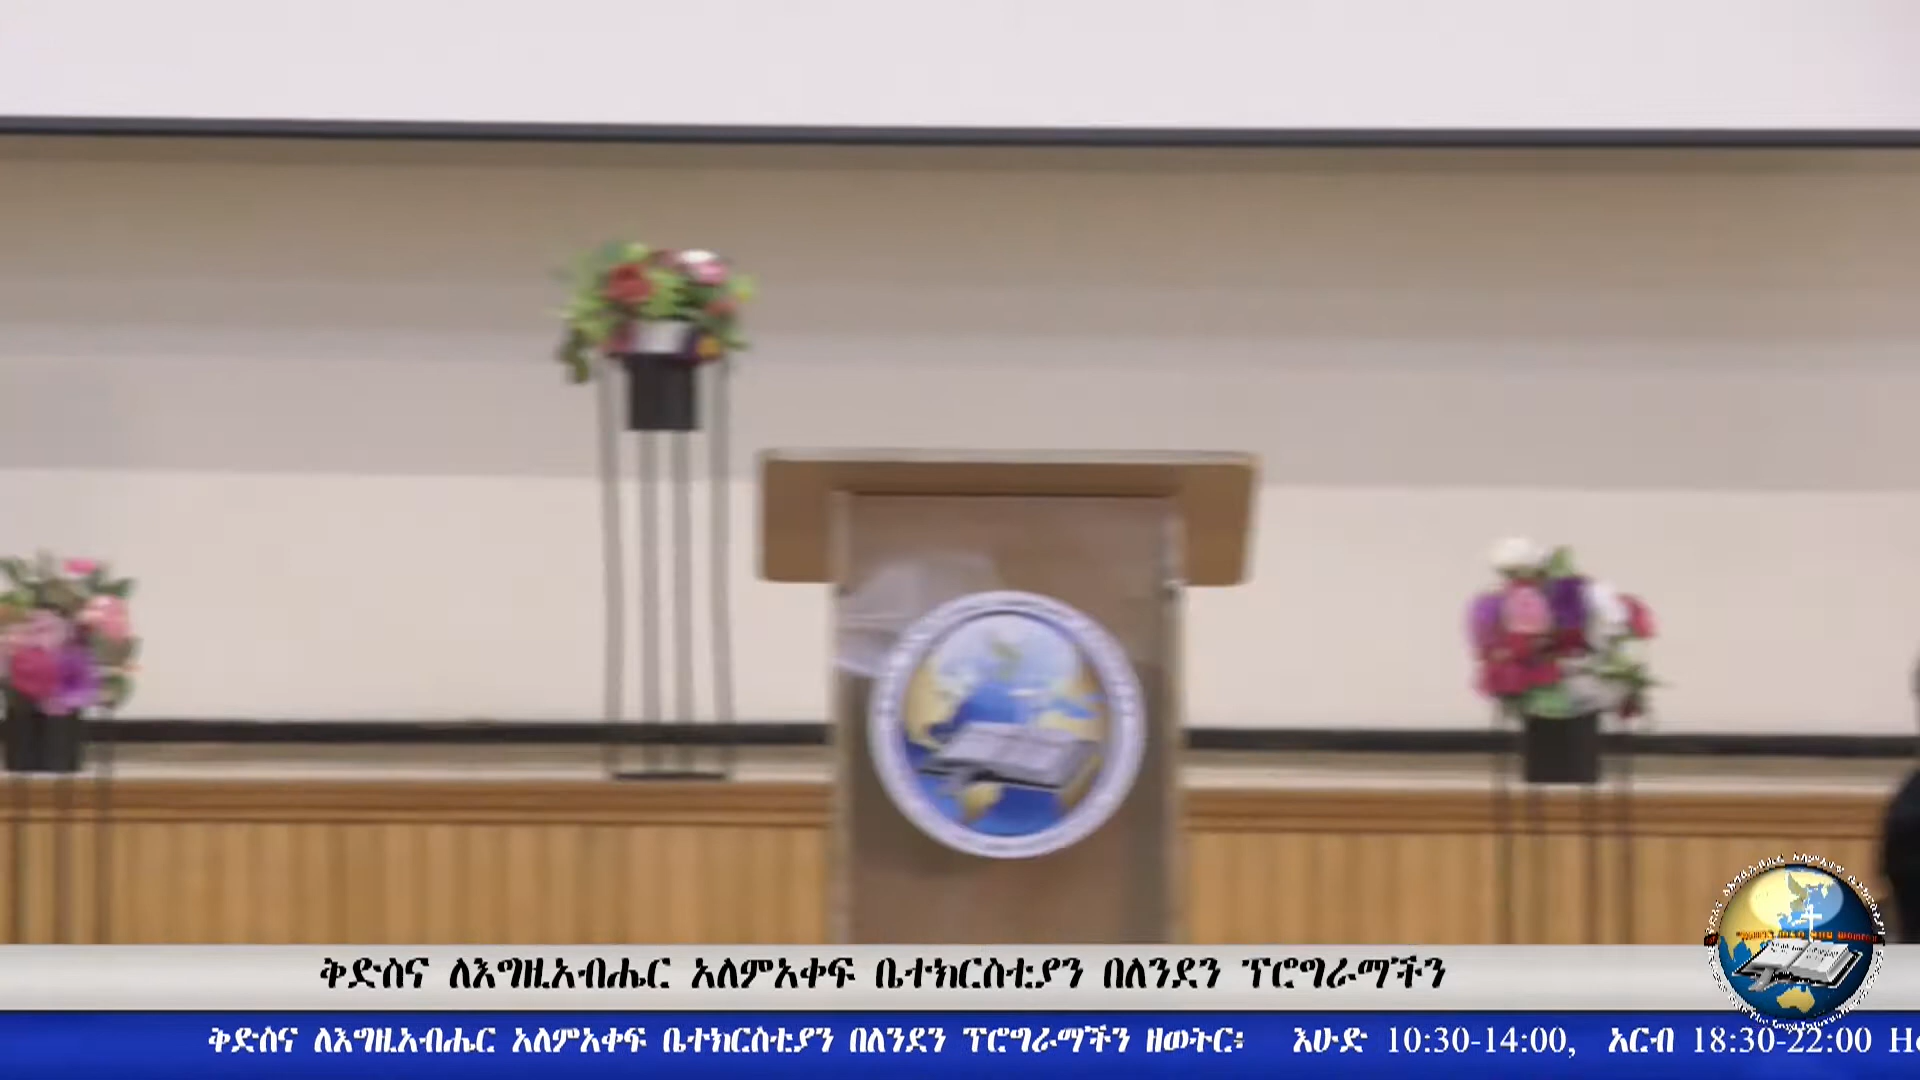 ቅድስና ለእግዚአብሔር አለምአቀፍ ቤተክርስቲያን በለንደን ፕሮግራማችን
ቅድስና ለእግዚአብሔር አለምአቀፍ ቤተክርስቲያን በለንደን ፕሮግራማችን ዘወትር፥ እሁድ 10:30-14:00, አርብ 18:30-22:00